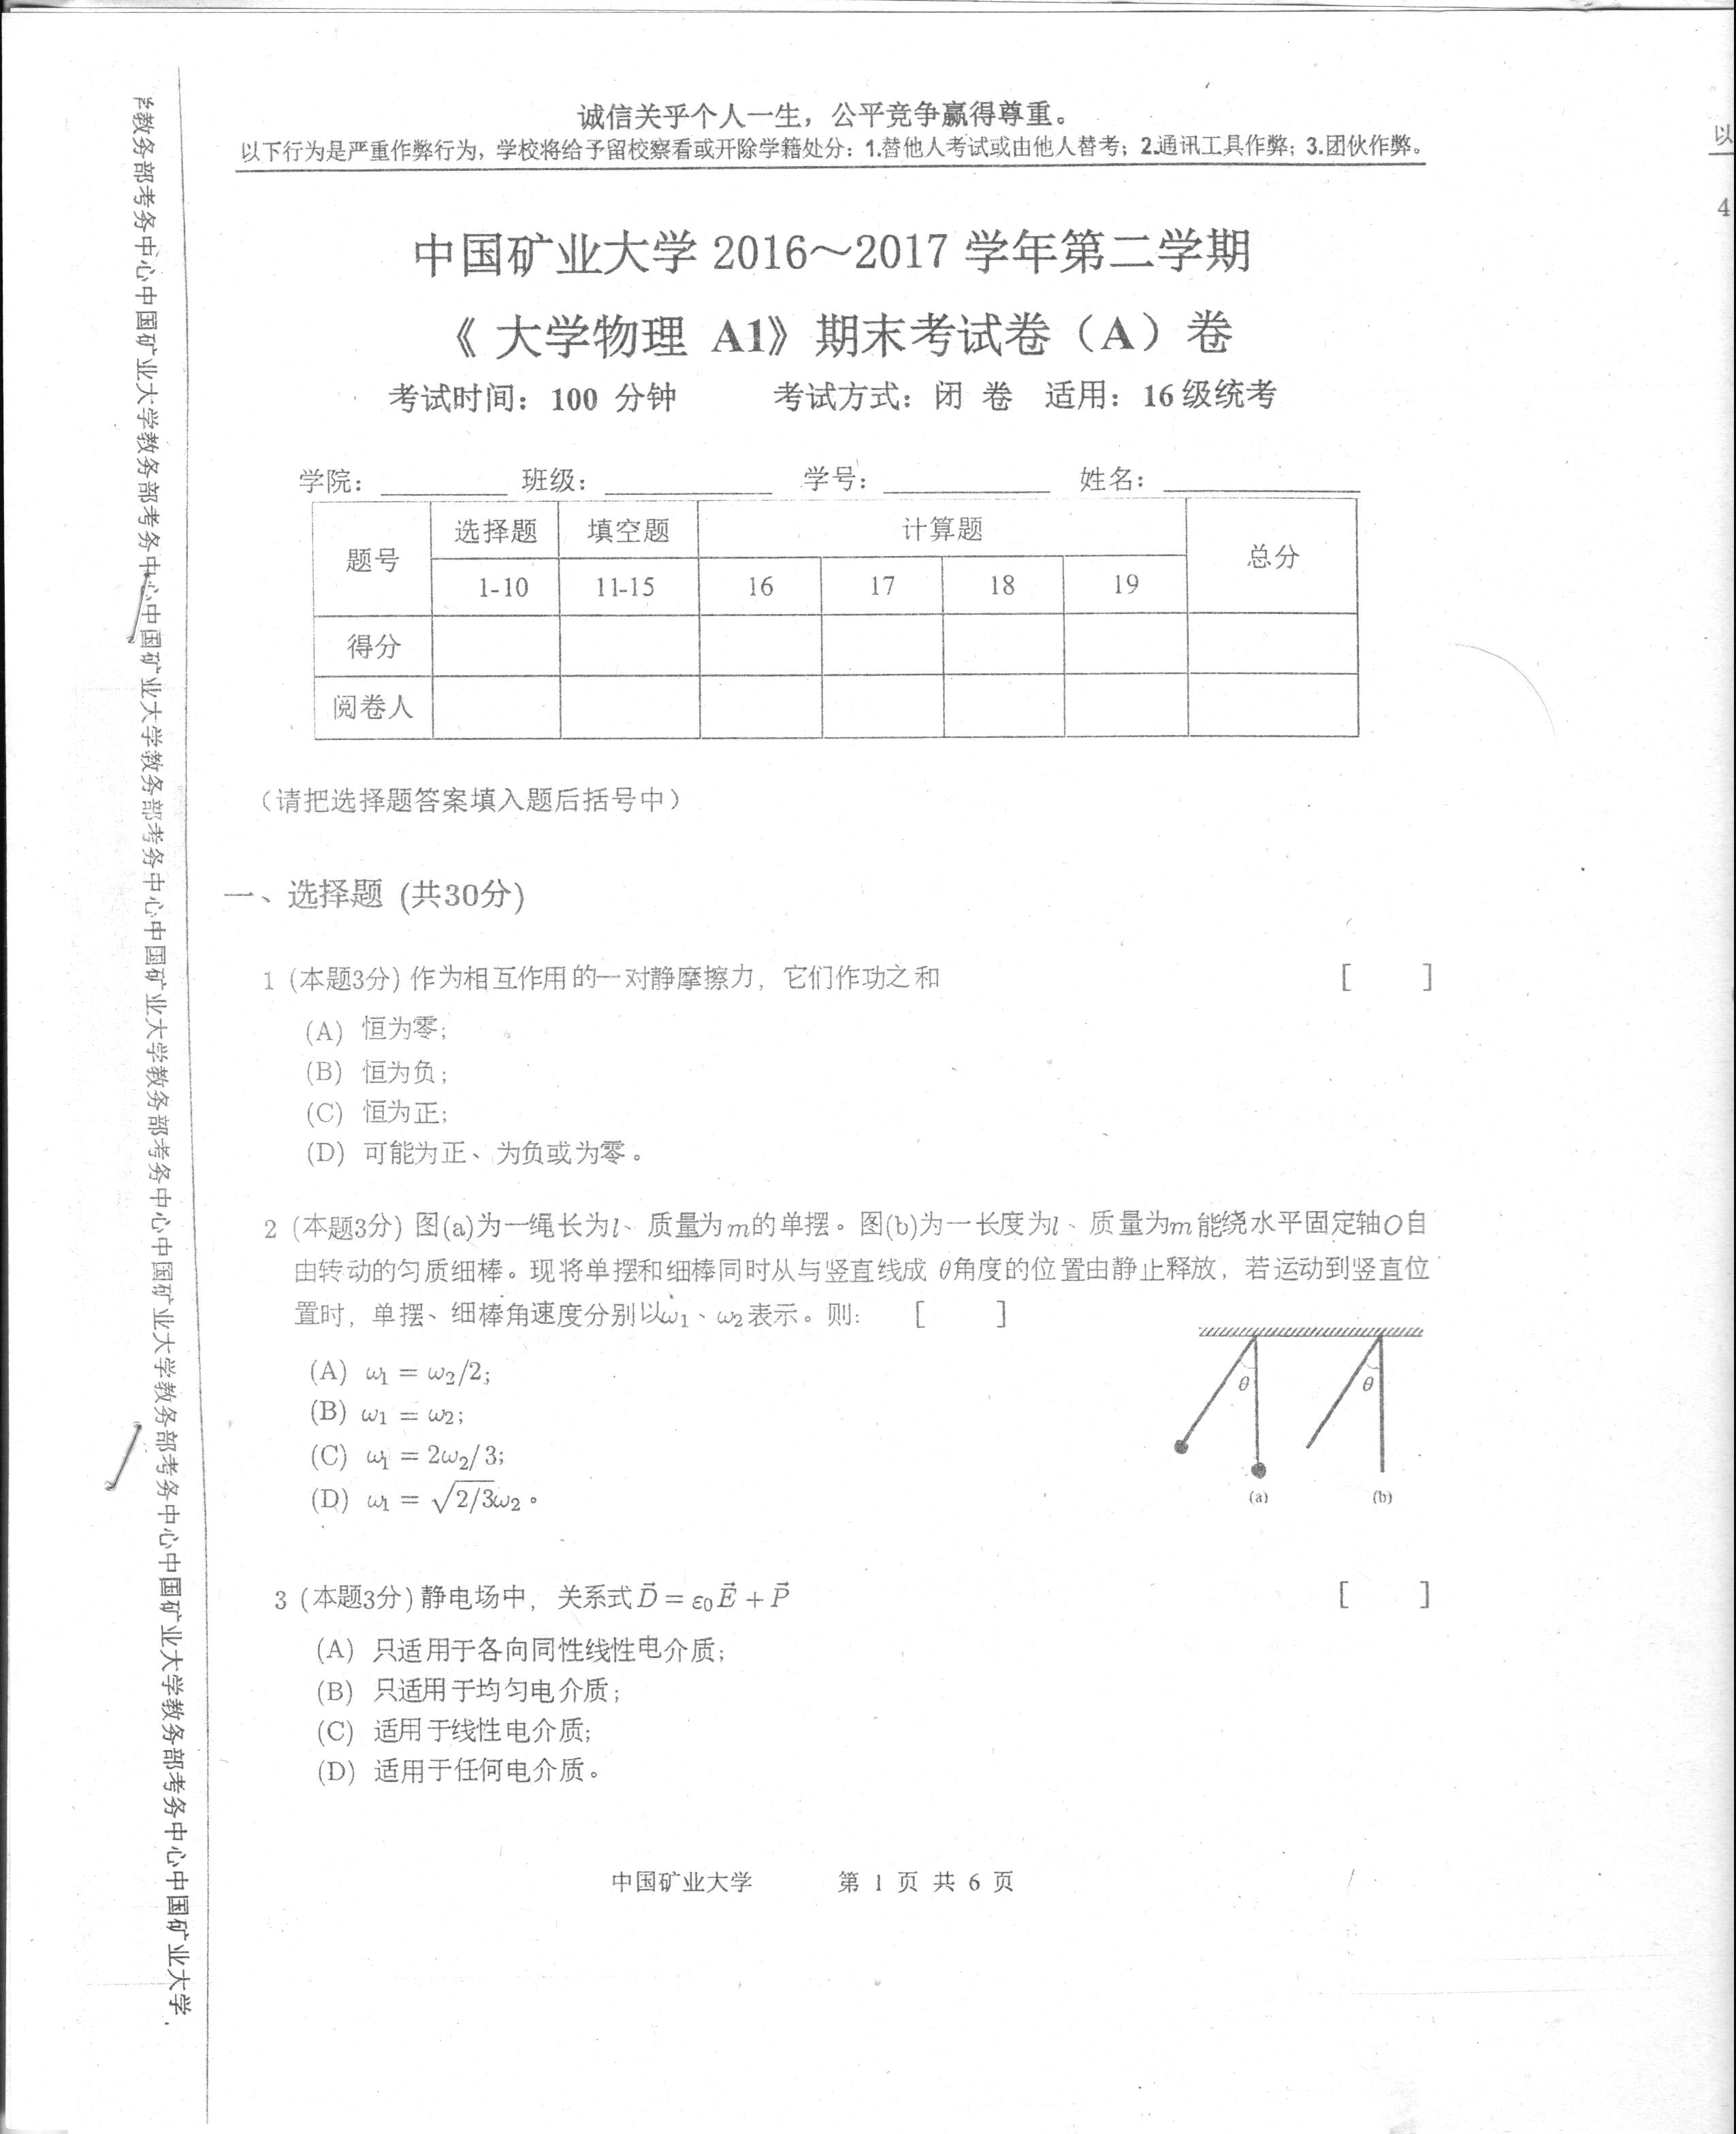 诚信关乎个人一生，公平竞争赢得尊重。
以下行为是严重作弊行为，学校将给予留校察看或开除学籍处分：1.替他人考试或由他人替考；2.通讯工具作弊；3.团伙作弊。
中国矿业大学 2016～2017 学年第二学期
《 大学物理 A1》期末考试卷（A）卷
考试时间：100 分钟 考试方式：闭 卷 适用：16级统考
学院： 班级： 学号： 姓名：
题号 选择题 填空题 计算题 总分
1-10 11-15 16 17 18 19
得分
阅卷人
（请把选择题答案填入题后括号中）
一、选择题 (共30分)
1 (本题3分) 作为相互作用的一对静摩擦力，它们作功之和 [ ]
(A) 恒为零；
(B) 恒为负；
(C) 恒为正；
(D) 可能为正、为负或为零。
2 (本题3分) 图(a)为一绳长为l、质量为m的单摆。图(b)为一长度为l、质量为m能绕水平固定轴O自
由转动的匀质细棒。现将单摆和细棒同时从与竖直线成 θ角度的位置由静止释放，若运动到竖直位
置时，单摆、细棒角速度分别以ω₁、ω₂表示。则： [ ]
(A) ω₁ = ω₂/2;
(B) ω₁ = ω₂;
(C) ω₁ = 2ω₂/3;
(D) ω₁ = √2/3ω₂。
θ θ
(a) (b)
3 (本题3分) 静电场中，关系式D⃗ = ε₀E⃗ + P⃗ [ ]
(A) 只适用于各向同性线性电介质；
(B) 只适用于均匀电介质；
(C) 适用于线性电介质；
(D) 适用于任何电介质。
中国矿业大学 第 1 页 共 6 页
教务部考务中心中国矿业大学教务部考务中心中国矿业大学教务部考务中心中国矿业大学教务部考务中心中国矿业大学教务部考务中心中国矿业大学教务部考务中心中国矿业大学
以
4